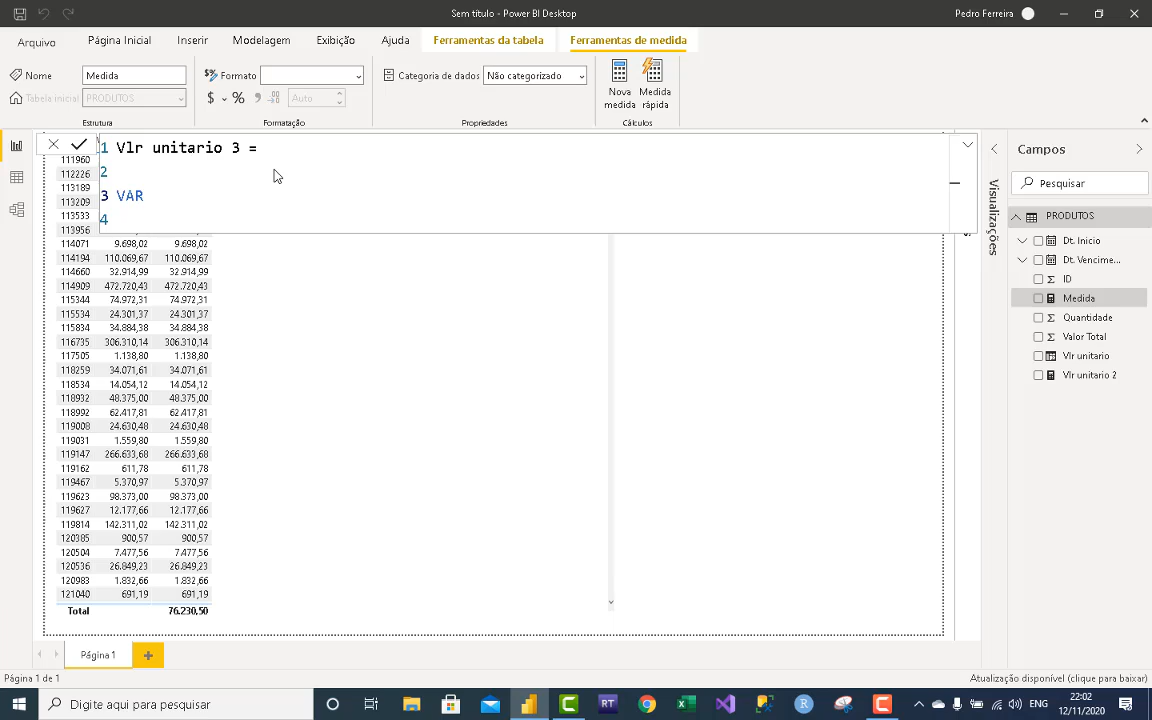 Sem título - Power BI Desktop
Pedro Ferreira
Arquivo
Página Inicial
Inserir
Modelagem
Exibição
Ajuda
Ferramentas da tabela
Ferramentas de medida
Nome
Medida
Tabela inicial
PRODUTOS
Estrutura
Formato
$ % 9 Auto
Formatação
Categoria de dados
Não categorizado
Propriedades
Nova medida
Medida rápida
Cálculos
1 Vlr unitario 3 =
2
3 VAR
4
111960
112226
113189
113209
113533
113956
114071 9.698,02 9.698,02
114194 110.069,67 110.069,67
114660 32.914,99 32.914,99
114909 472.720,43 472.720,43
115344 74.972,31 74.972,31
115534 24.301,37 24.301,37
115834 34.884,38 34.884,38
116735 306.310,14 306.310,14
117505 1.138,80 1.138,80
118259 34.071,61 34.071,61
118534 14.054,12 14.054,12
118932 48.375,00 48.375,00
118992 62.417,81 62.417,81
119008 24.630,48 24.630,48
119031 1.559,80 1.559,80
119147 266.633,68 266.633,68
119162 611,78 611,78
119467 5.370,97 5.370,97
119623 98.373,00 98.373,00
119627 12.177,66 12.177,66
119814 142.311,02 142.311,02
120385 900,57 900,57
120504 7.477,56 7.477,56
120536 26.849,23 26.849,23
120983 1.832,66 1.832,66
121040 691,19 691,19
Total 76.230,50
Visualizações
Campos
Pesquisar
PRODUTOS
Dt. Inicio
Dt. Vencime...
ID
Medida
Quantidade
Valor Total
Vlr unitario
Vlr unitario 2
Página 1
Página 1 de 1
Atualização disponível (clique para baixar)
Digite aqui para pesquisar
RT
R
ENG
22:02
12/11/2020